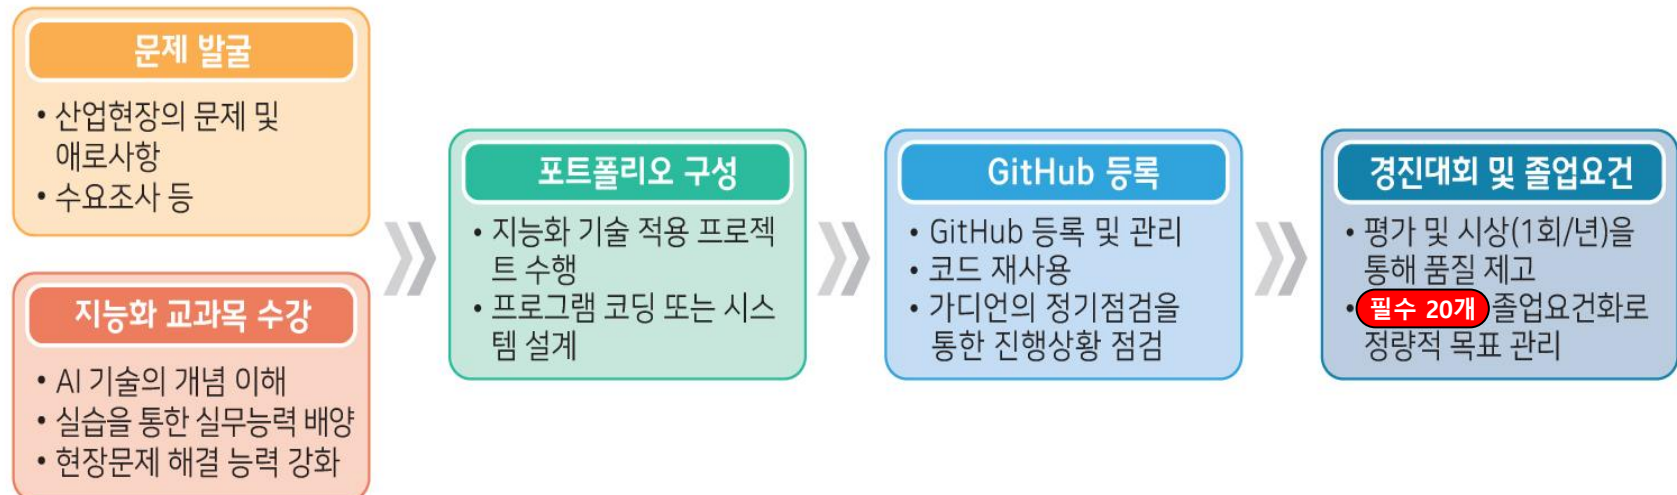 문제 발굴
• 산업현장의 문제 및
애로사항
• 수요조사 등
지능화 교과목 수강
• AI 기술의 개념 이해
• 실습을 통한 실무능력 배양
• 현장문제 해결 능력 강화
포트폴리오 구성
• 지능화 기술 적용 프로젝
트 수행
• 프로그램 코딩 또는 시스
템 설계
GitHub 등록
• GitHub 등록 및 관리
• 코드 재사용
• 가디언의 정기점검을
통한 진행상황 점검
경진대회 및 졸업요건
• 평가 및 시상(1회/년)을
통해 품질 제고
• 필수 20개 졸업요건화로
정량적 목표 관리